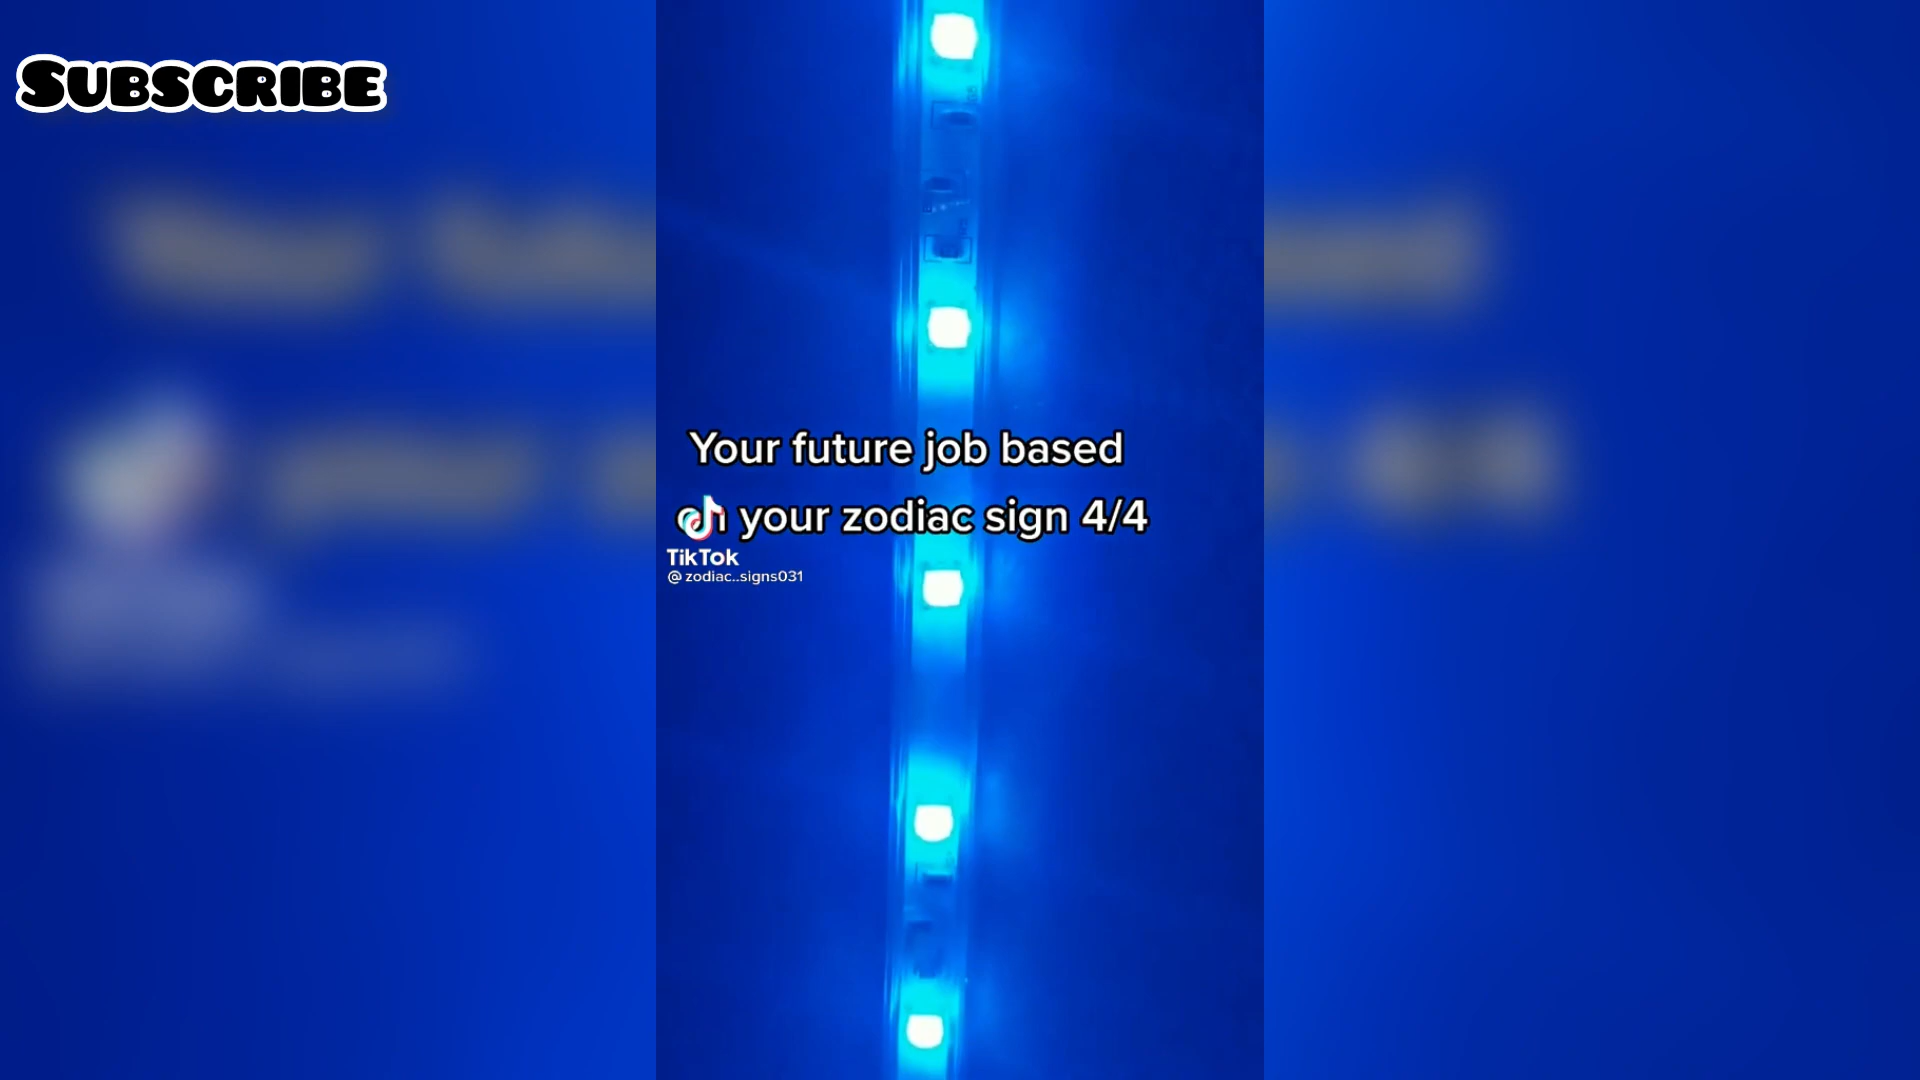 SUBSCRIBE
Your future job based
on your zodiac sign 4/4
TikTok
@zodiac..signs031